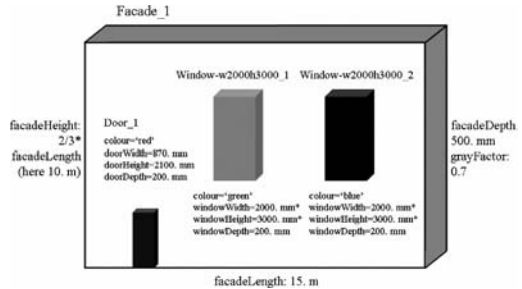 Facade_1
Window-w2000h3000_1
Window-w2000h3000_2
facadeHeight:
2/3*
facadeLength
(here 10. m)
Door_1
colour='red'
doorWidth=870. mm
doorHeight=2100. mm
doorDepth=200. mm
colour='green'
windowWidth=2000. mm*
windowHeight=3000. mm*
windowDepth=200. mm
colour='blue'
windowWidth=2000. mm*
windowHeight=3000. mm*
windowDepth=200. mm
facadeDepth
500. mm
grayFactor:
0.7
facadeLength: 15. m